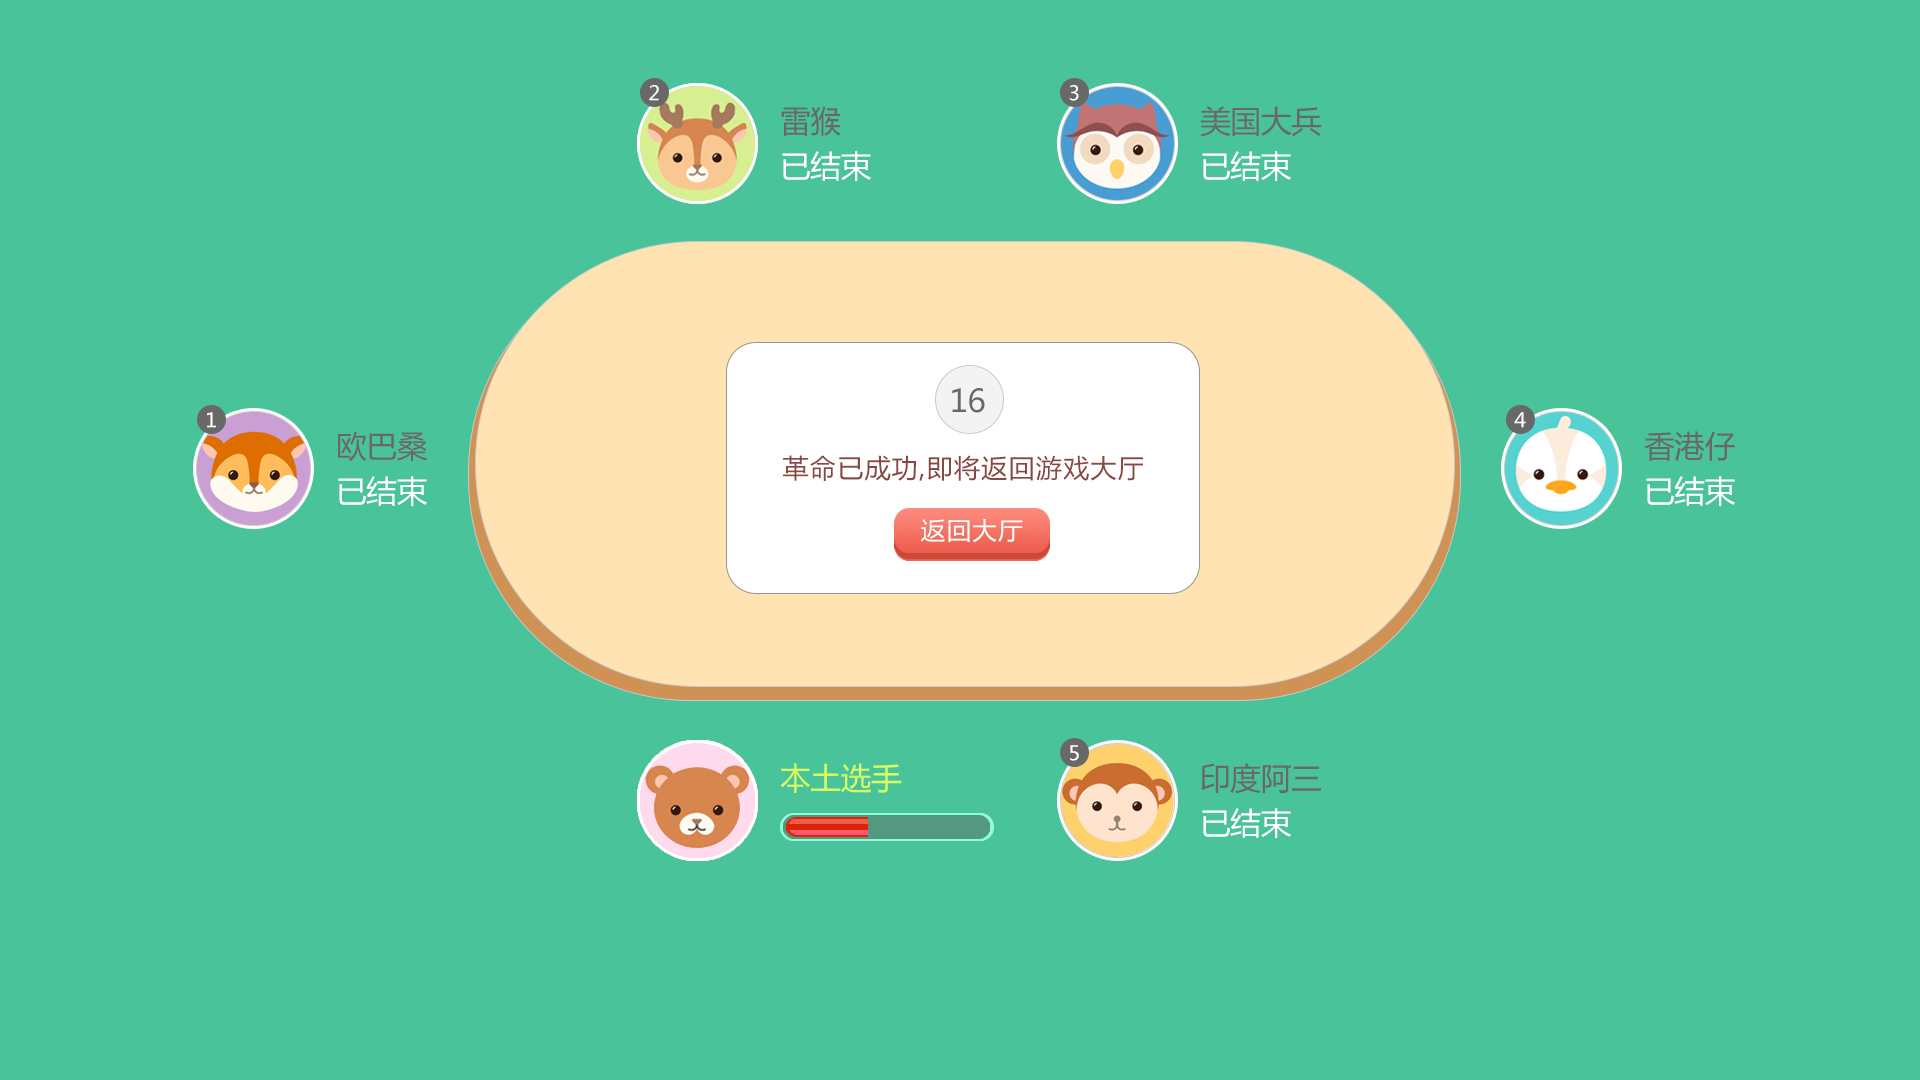 2
雷猴
已结束
3
美国大兵
已结束
1
欧巴桑
已结束
16
革命已成功,即将返回游戏大厅
返回大厅
4
香港仔
已结束
本土选手
5
印度阿三
已结束